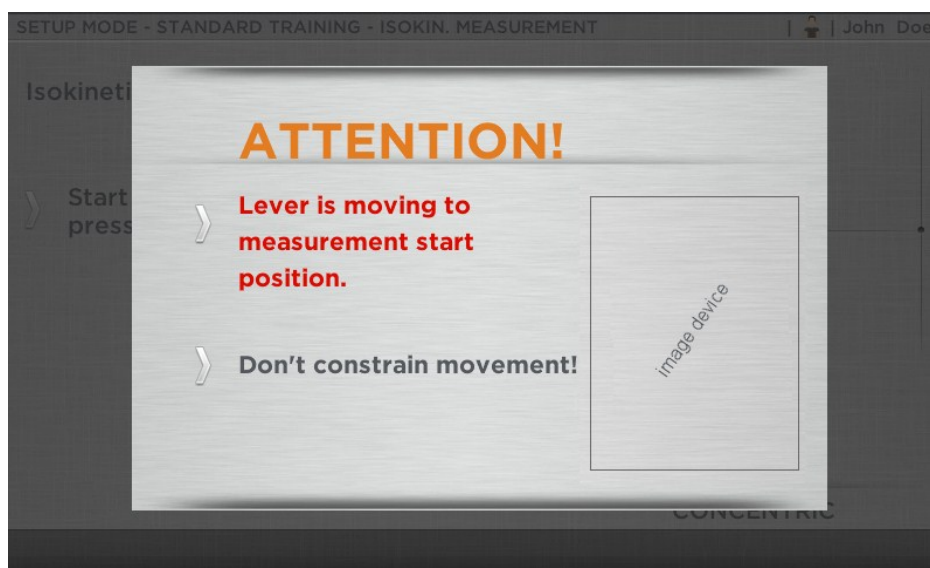 SETUP MODE - STANDARD TRAINING - ISOKIN. MEASUREMENT | | John Doe
Isokineti
ATTENTION!
Start
press
Lever is moving to
measurement start
position.
image device
Don't constrain movement!
CONCENTRIC